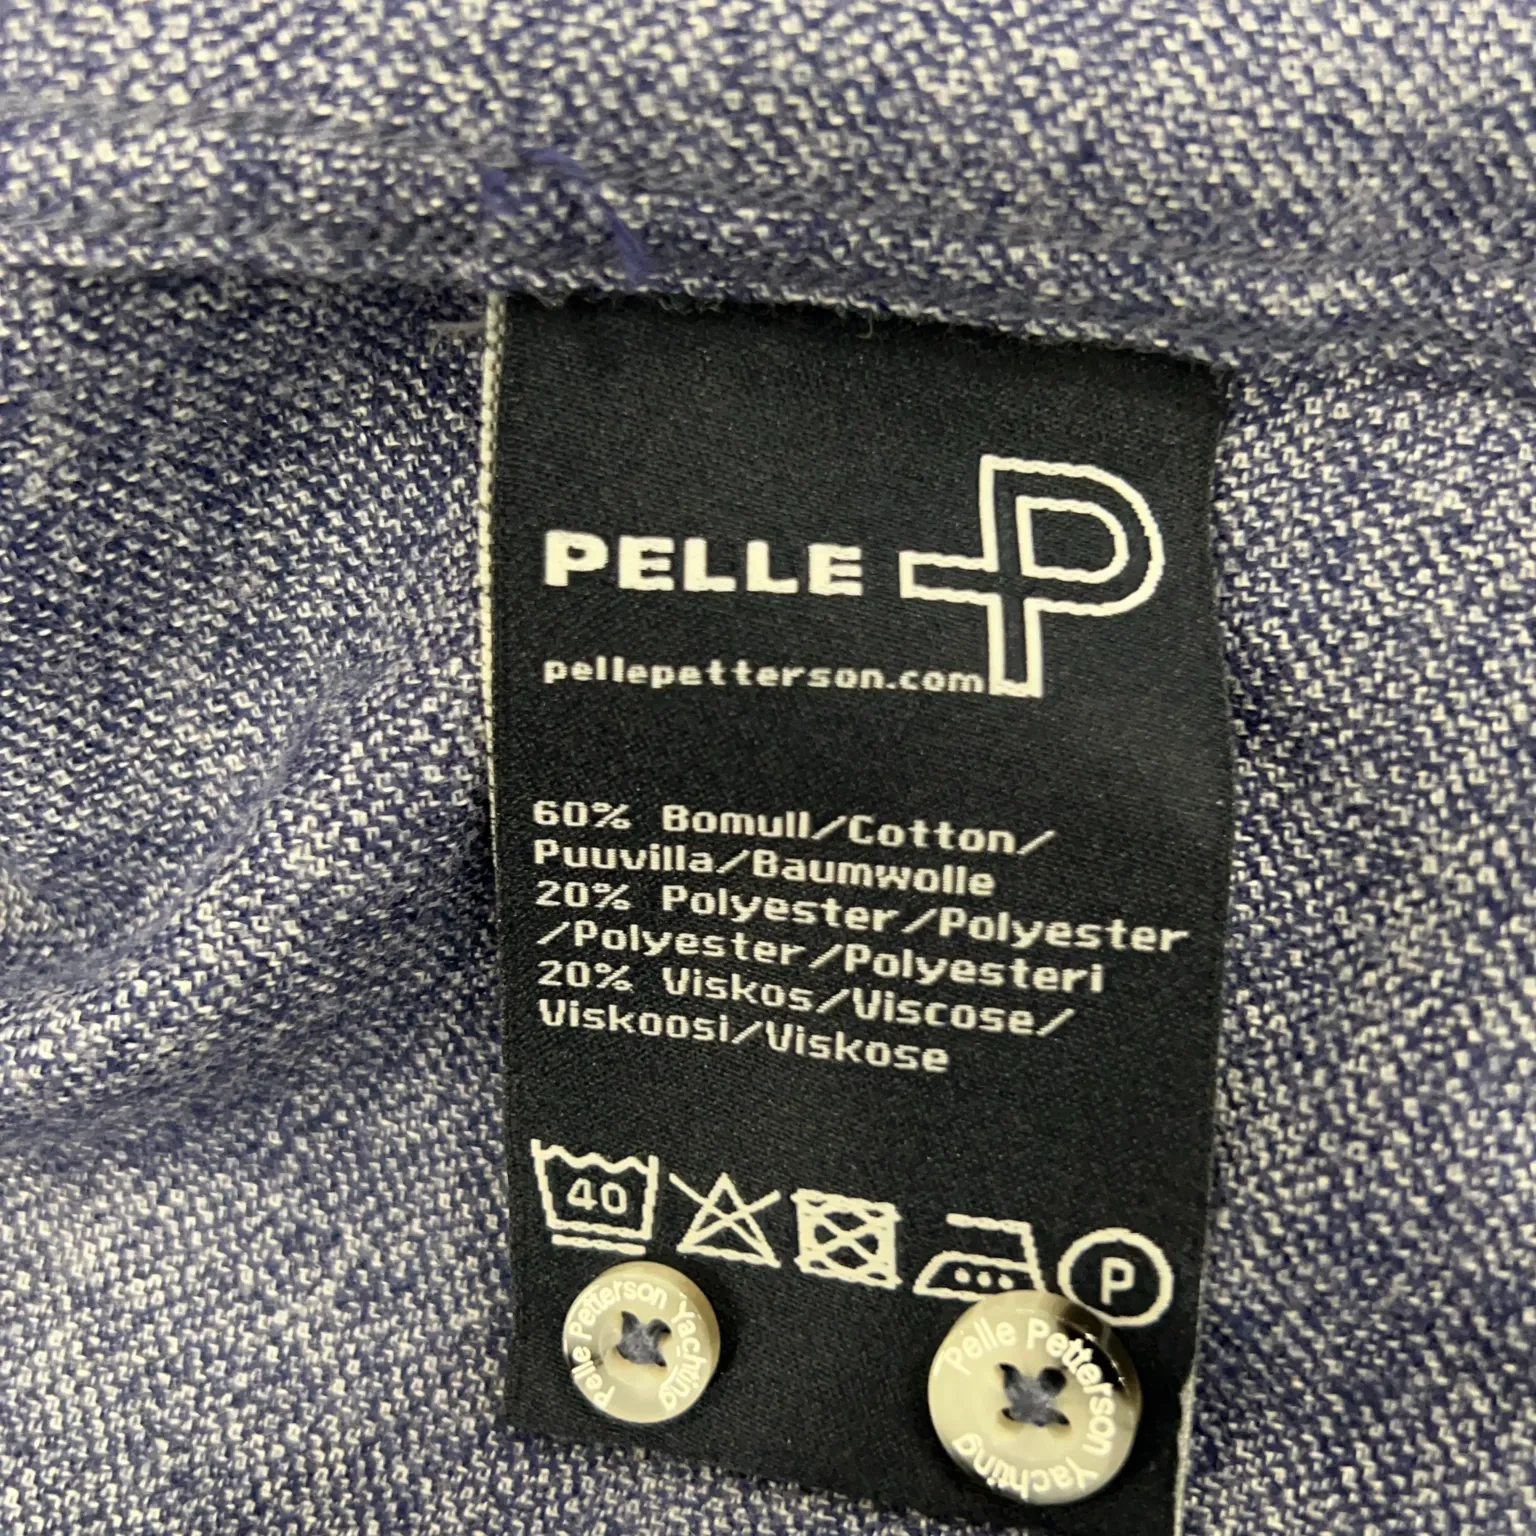 PELLE P
pellepetterson.com
60% Bomull/Cotton/
Puuvilla/Baumwolle
20% Polyester/Polyester
/Polyester/Polyesteri
20% Viskos/Viscose/
Viskoosi/Viskose
40
P
Pelle Petterson Yachting
Pelle Petterson Yachting